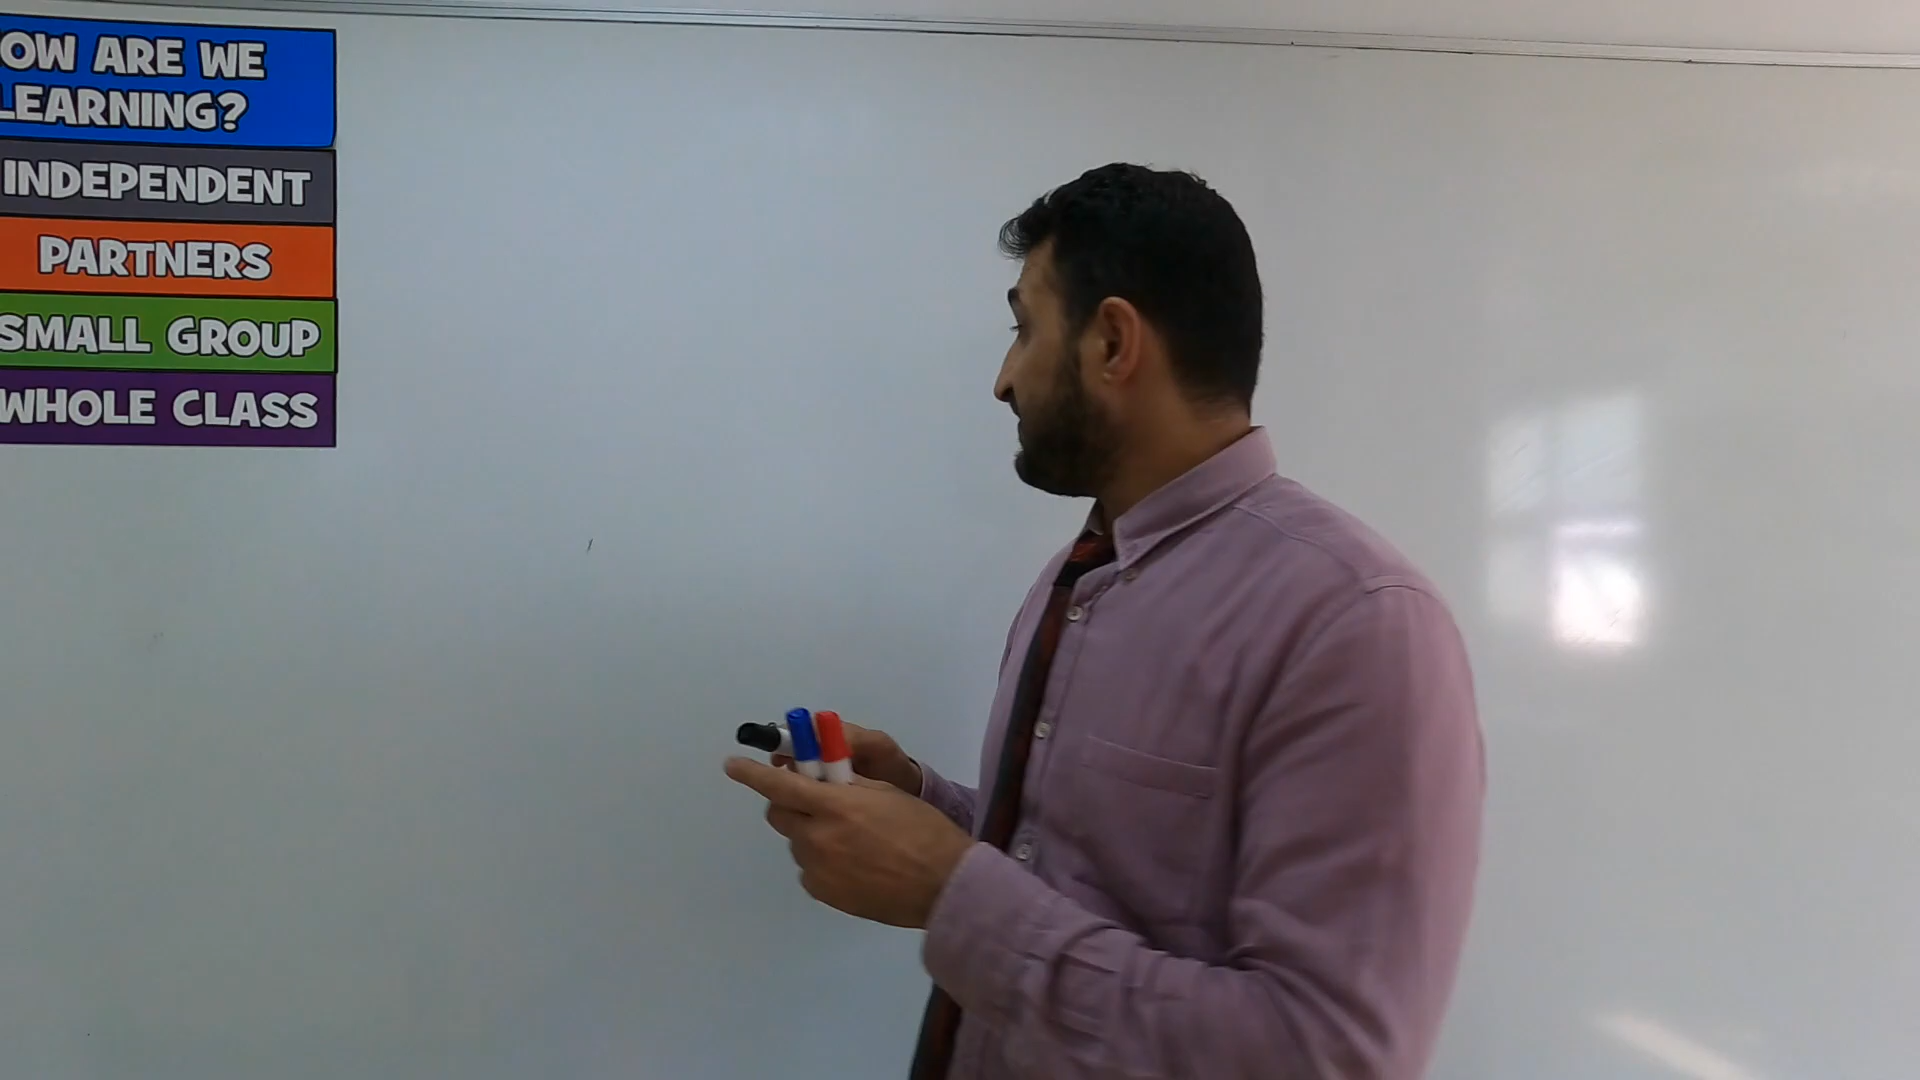 OW ARE WE
LEARNING?
INDEPENDENT
PARTNERS
SMALL GROUP
WHOLE CLASS